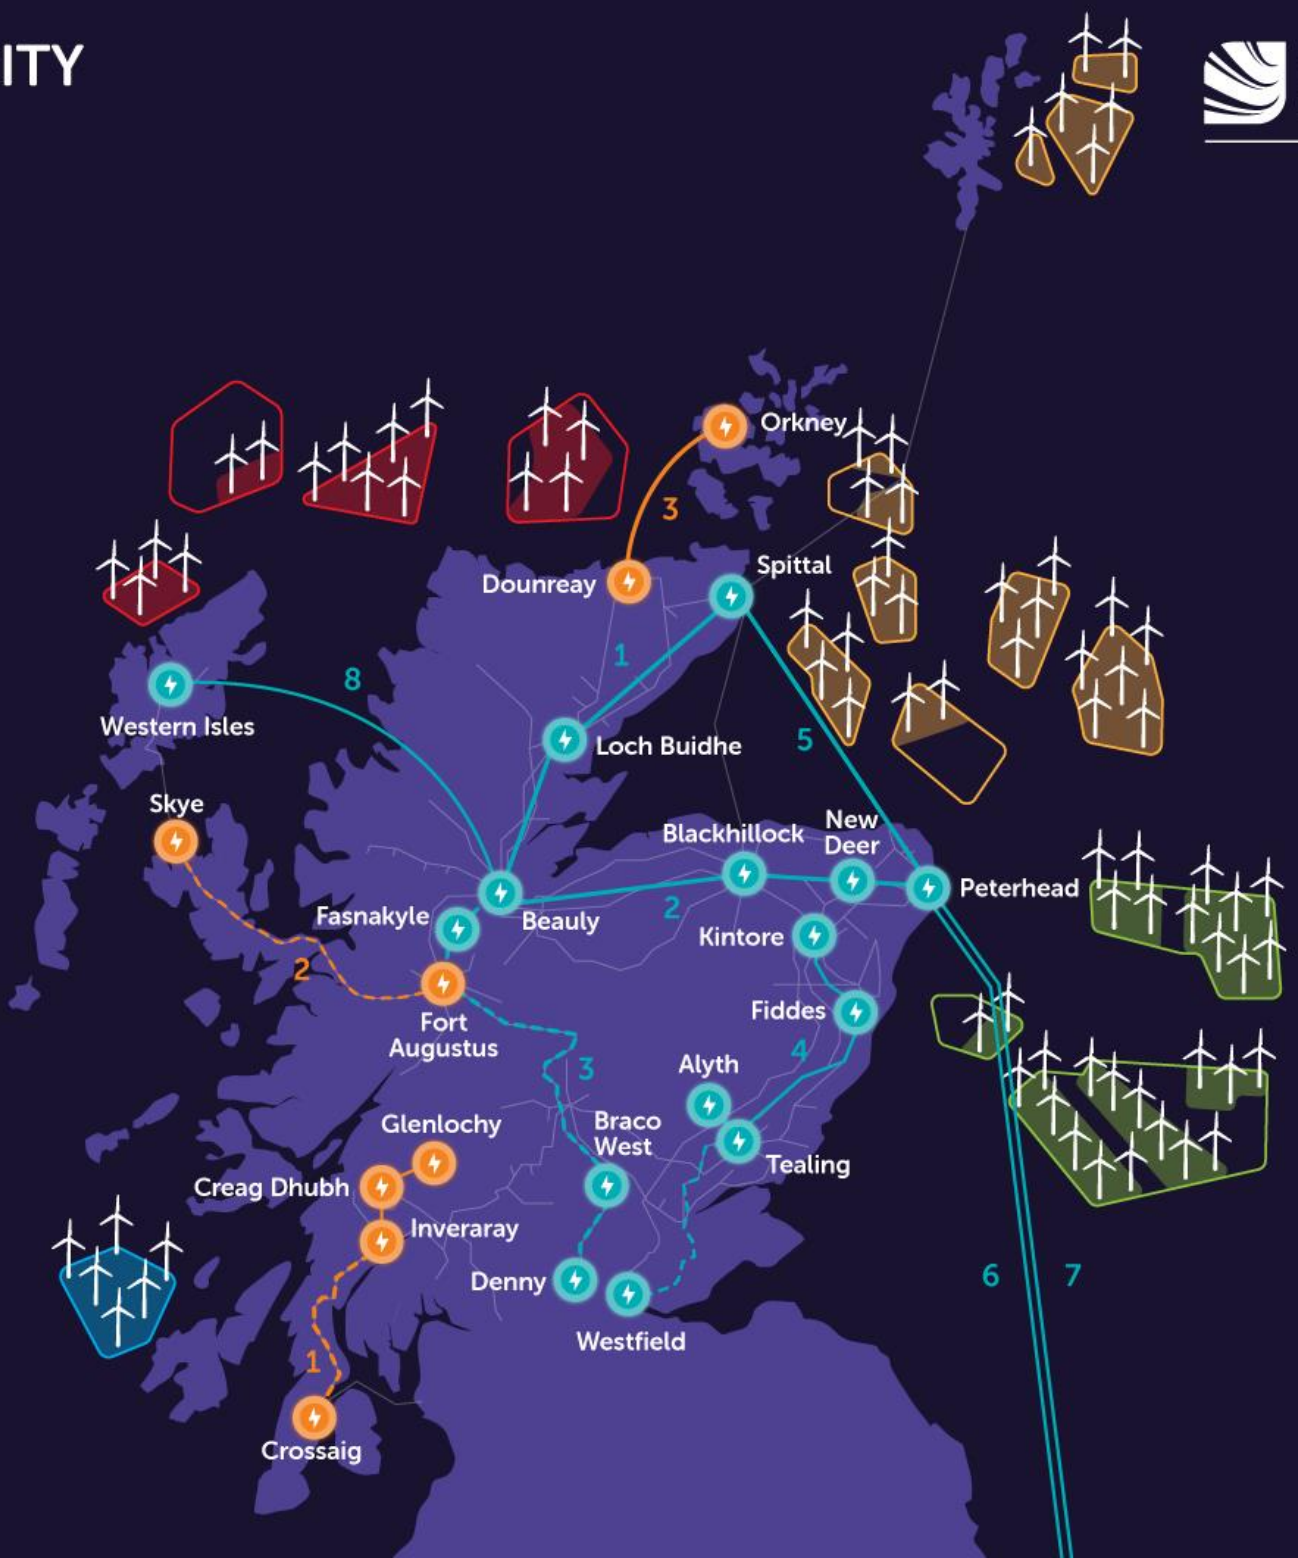 ITY
Orkney
3
Spittal
Dounreay
1
8
Western Isles
5
Loch Buidhe
Skye
New
Deer
Blackhillock
Peterhead
2
Fasnakyle
Beauly
Kintore
2
Fort
Augustus
Fiddes
4
3
Alyth
Braco
West
Glenlochy
Tealing
Creag Dhubh
Inveraray
6
7
Denny
Westfield
1
Crossaig